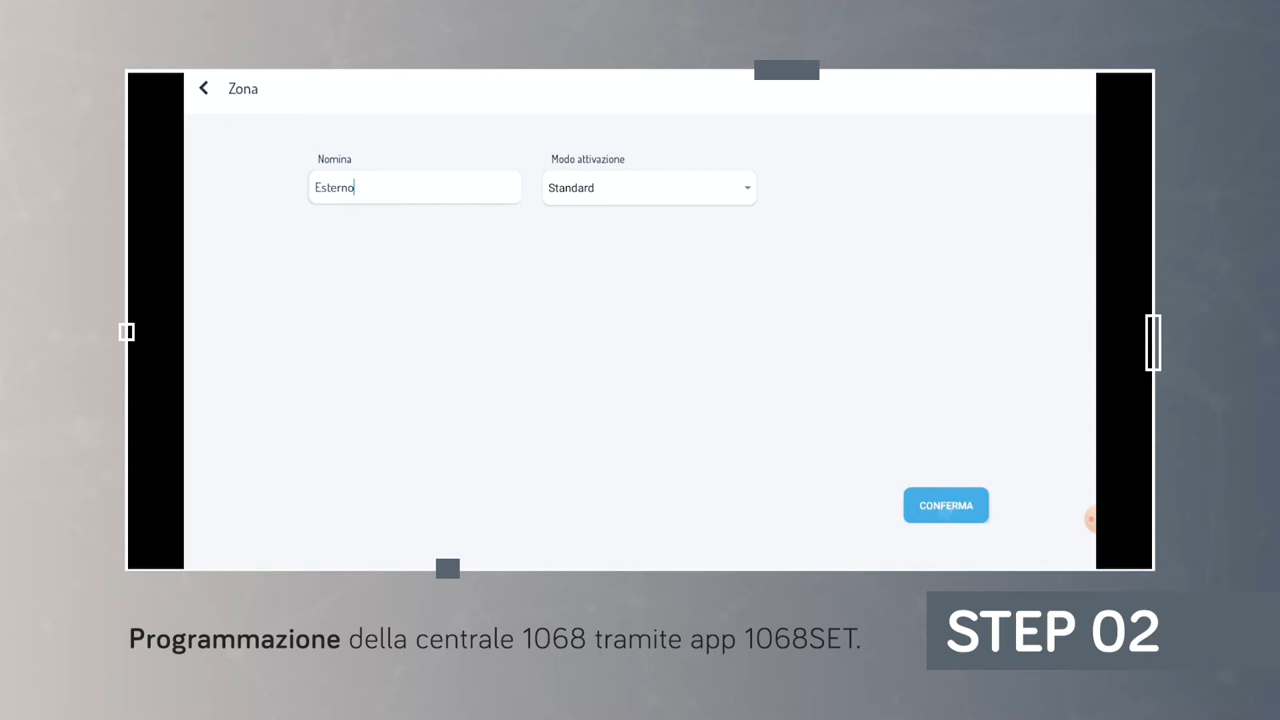 Zona
Nomina
Modo attivazione
Esterno
Standard
CONFERMA
Programmazione della centrale 1068 tramite app 1068SET.
STEP 02